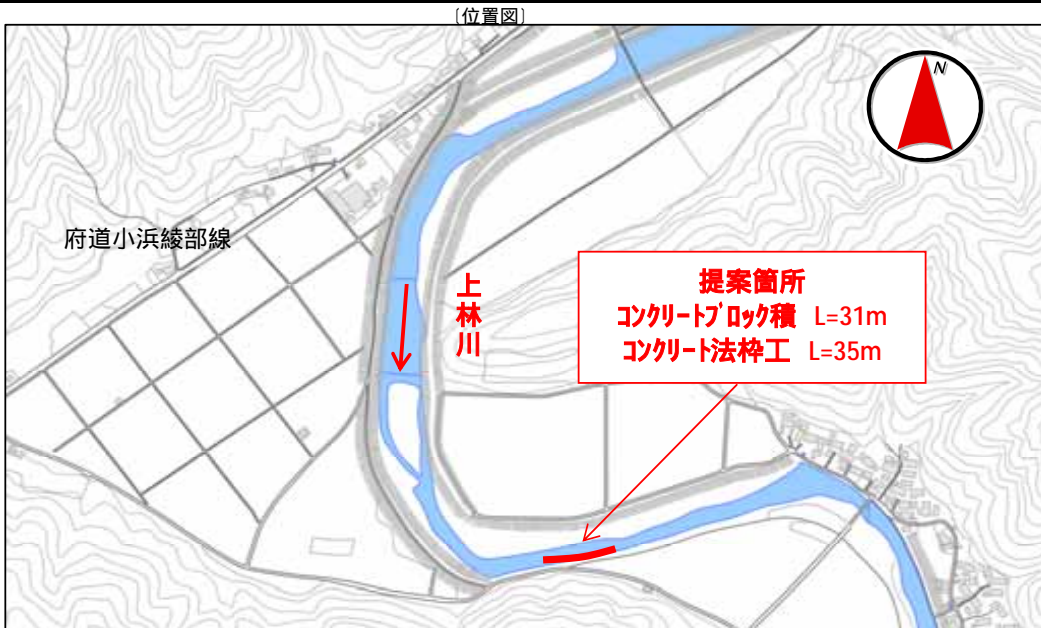 [位置図]
N
府道小浜綾部線
上林川
提案箇所
コンクリートブロック積 L=31m
コンクリート法枠工 L=35m